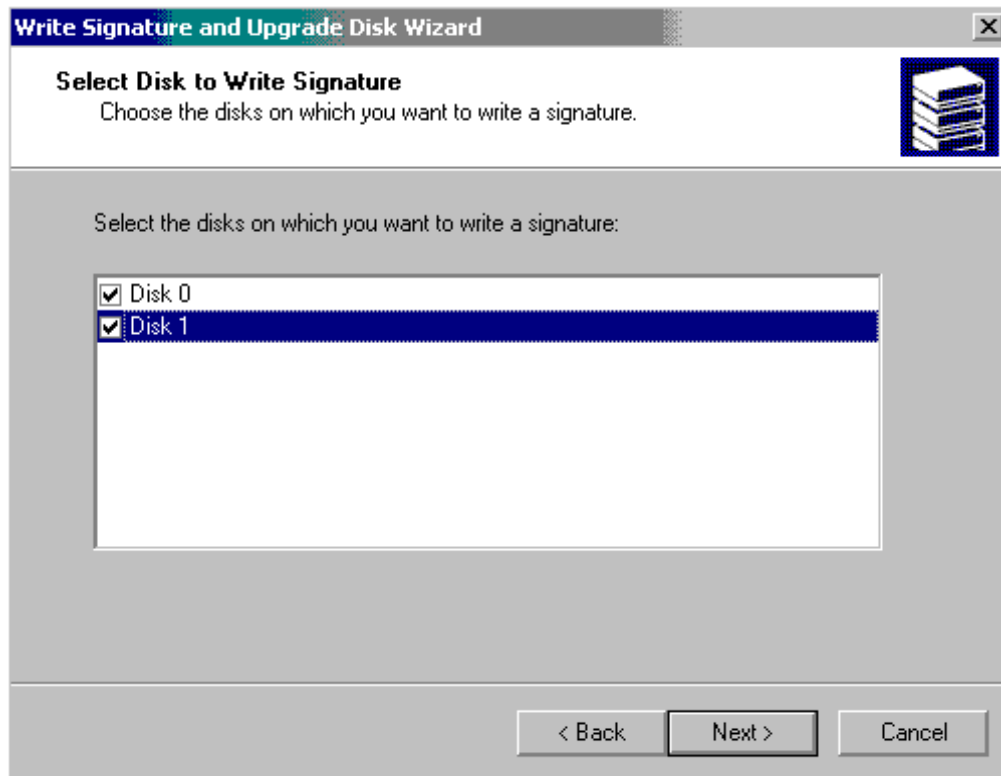 Write Signature and Upgrade Disk Wizard
Select Disk to Write Signature
Choose the disks on which you want to write a signature.
Select the disks on which you want to write a signature:
Disk 0
Disk 1
< Back Next > Cancel